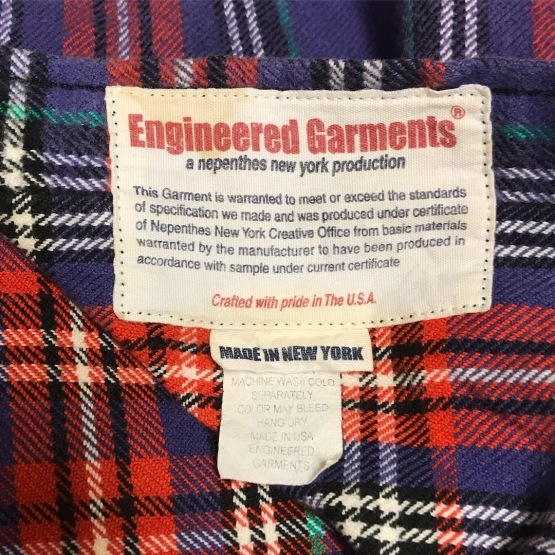 Engineered Garments®
a nepenthes new york production
This Garment is warranted to meet or exceed the standards
of specification we made and was produced under certificate
of Nepenthes New York Creative Office from basic materials
warranted by the manufacturer to have been produced in
accordance with sample under current certificate
Crafted with pride in The U.S.A.
MADE IN NEW YORK
MACHINE WASH COLD
SEPARATELY
COLOR MAY BLEED
HANG DRY
MADE IN USA
ENGINEERED
GARMENTS